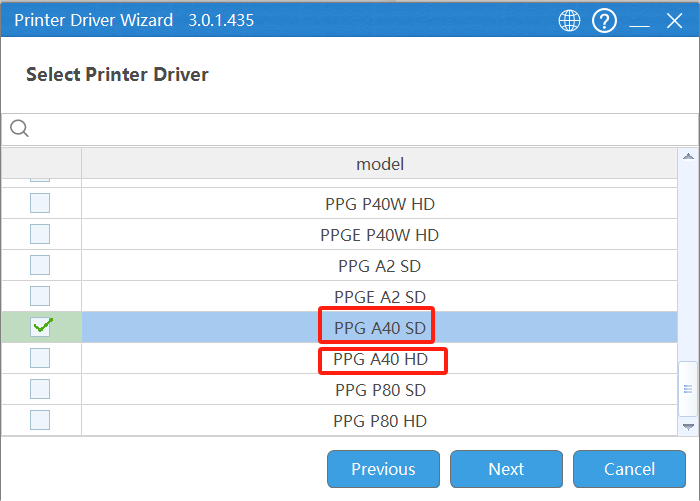 Printer Driver Wizard 3.0.1.435
Select Printer Driver
model
PPG P40W HD
PPGE P40W HD
PPG A2 SD
PPGE A2 SD
PPG A40 SD
PPG A40 HD
PPG P80 SD
PPG P80 HD
Previous Next Cancel